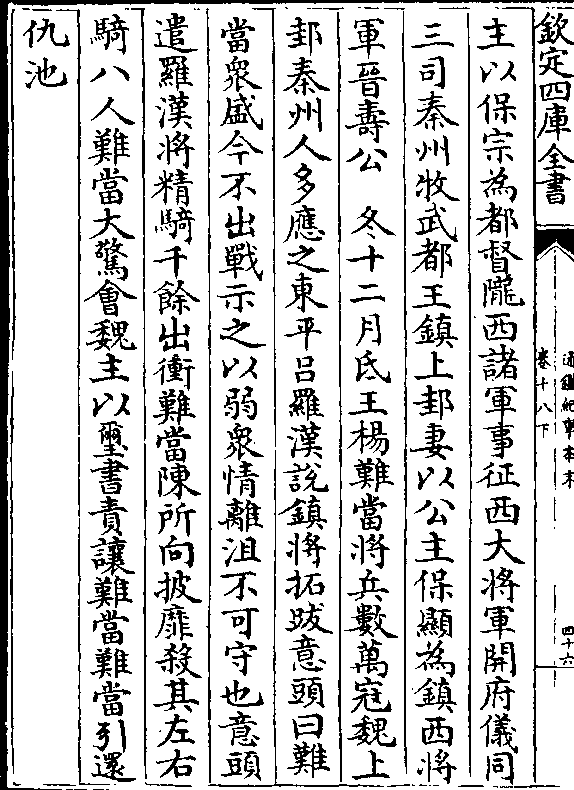 欽定四庫全書
通鑑紀事本末
卷十八下
四十六
主以保宗為都督隴西諸軍事征西大將軍開府儀同
三司秦州牧武都王鎮上邽妻以公主保顯為鎮西將
軍晉壽公　冬十二月氐王楊難當將兵數萬宼魏上
邽秦州人多應之東平呂羅漢說鎮將拓跋意頭曰難
當衆盛今不出戰示之以弱衆情離沮不可守也意頭
遣羅漢將精騎千餘出衝難當陳所向披靡殺其左右
騎八人難當大驚會魏主以璽書責讓難當難當引還
仇池